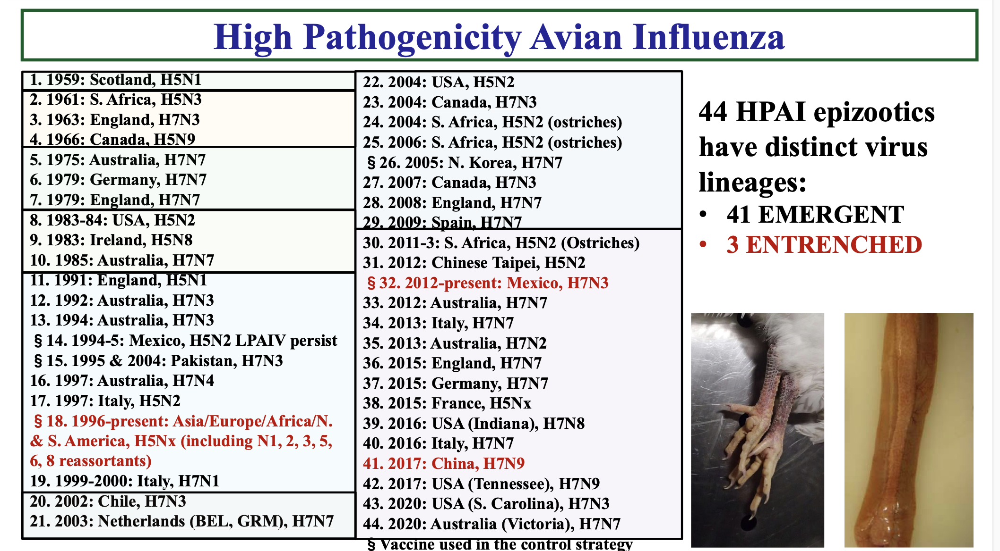 High Pathogenicity Avian Influenza
1. 1959: Scotland, H5N1
2. 1961: S. Africa, H5N3
3. 1963: England, H7N3
4. 1966: Canada, H5N9
5. 1975: Australia, H7N7
6. 1979: Germany, H7N7
7. 1979: England, H7N7
8. 1983-84: USA, H5N2
9. 1983: Ireland, H5N8
10. 1985: Australia, H7N7
11. 1991: England, H5N1
12. 1992: Australia, H7N3
13. 1994: Australia, H7N3
§ 14. 1994-5: Mexico, H5N2 LPAIV persist
§ 15. 1995 & 2004: Pakistan, H7N3
16. 1997: Australia, H7N4
17. 1997: Italy, H5N2
§ 18. 1996-present: Asia/Europe/Africa/N.
& S. America, H5Nx (including N1, 2, 3, 5,
6, 8 reassortants)
19. 1999-2000: Italy, H7N1
20. 2002: Chile, H7N3
21. 2003: Netherlands (BEL, GRM), H7N7
22. 2004: USA, H5N2
23. 2004: Canada, H7N3
24. 2004: S. Africa, H5N2 (ostriches)
25. 2006: S. Africa, H5N2 (ostriches)
§ 26. 2005: N. Korea, H7N7
27. 2007: Canada, H7N3
28. 2008: England, H7N7
29. 2009: Spain, H7N7
30. 2011-3: S. Africa, H5N2 (Ostriches)
31. 2012: Chinese Taipei, H5N2
§ 32. 2012-present: Mexico, H7N3
33. 2012: Australia, H7N7
34. 2013: Italy, H7N7
35. 2013: Australia, H7N2
36. 2015: England, H7N7
37. 2015: Germany, H7N7
38. 2015: France, H5Nx
39. 2016: USA (Indiana), H7N8
40. 2016: Italy, H7N7
41. 2017: China, H7N9
42. 2017: USA (Tennessee), H7N9
43. 2020: USA (S. Carolina), H7N3
44. 2020: Australia (Victoria), H7N7
§ Vaccine used in the control strategy
44 HPAI epizootics
have distinct virus
lineages:
• 41 EMERGENT
• 3 ENTRENCHED